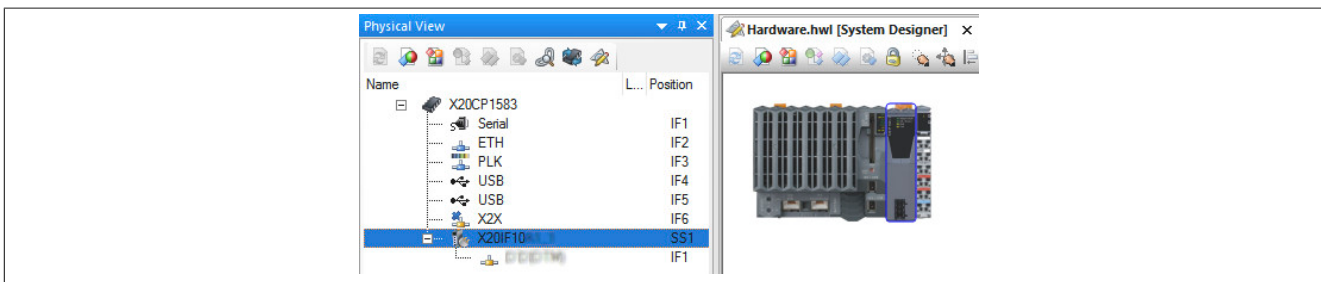 Physical View
Hardware.hwl [System Designer]
Name L... Position
X20CP1583
Serial IF1
ETH IF2
PLK IF3
USB IF4
USB IF5
X2X IF6
X20IF10 SS1
IF1